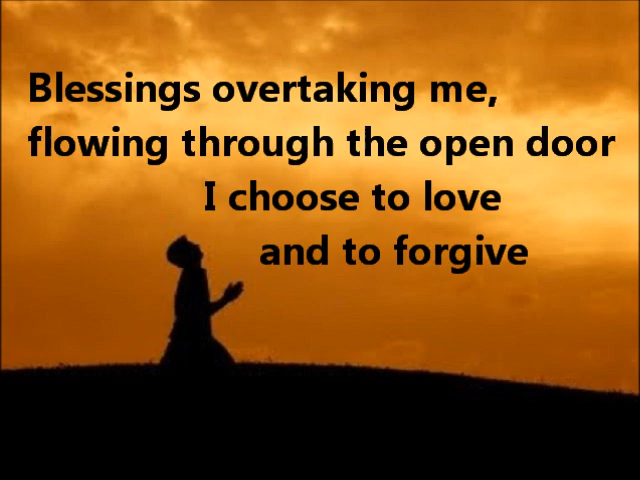 Blessings overtaking me,
flowing through the open door
I choose to love
and to forgive